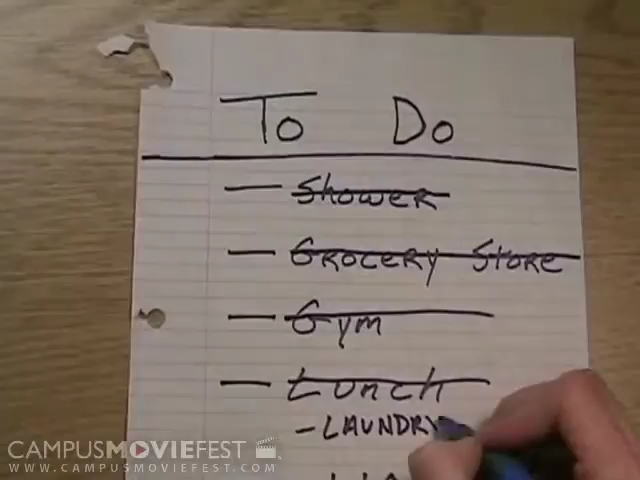 To Do
— Shower
— Grocery Store
— Gym
— Lunch
- LAUNDRY
CAMPUSMOVIEFEST
WWW.CAMPUSMOVIEFEST.COM